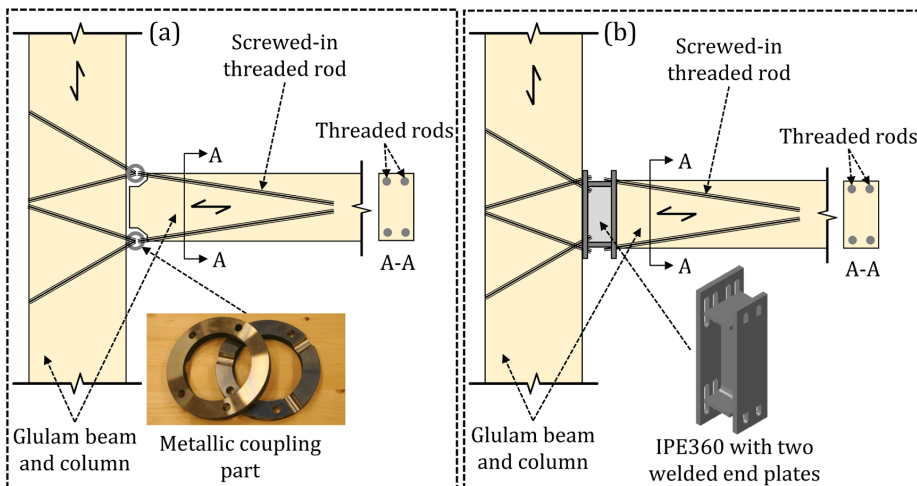 (a)
Screwed-in
threaded rod
Threaded rods
A
A
A-A
Glulam beam
and column
Metallic coupling
part
(b)
Screwed-in
threaded rod
Threaded rods
A
A
A-A
Glulam beam
and column
IPE360 with two
welded end plates